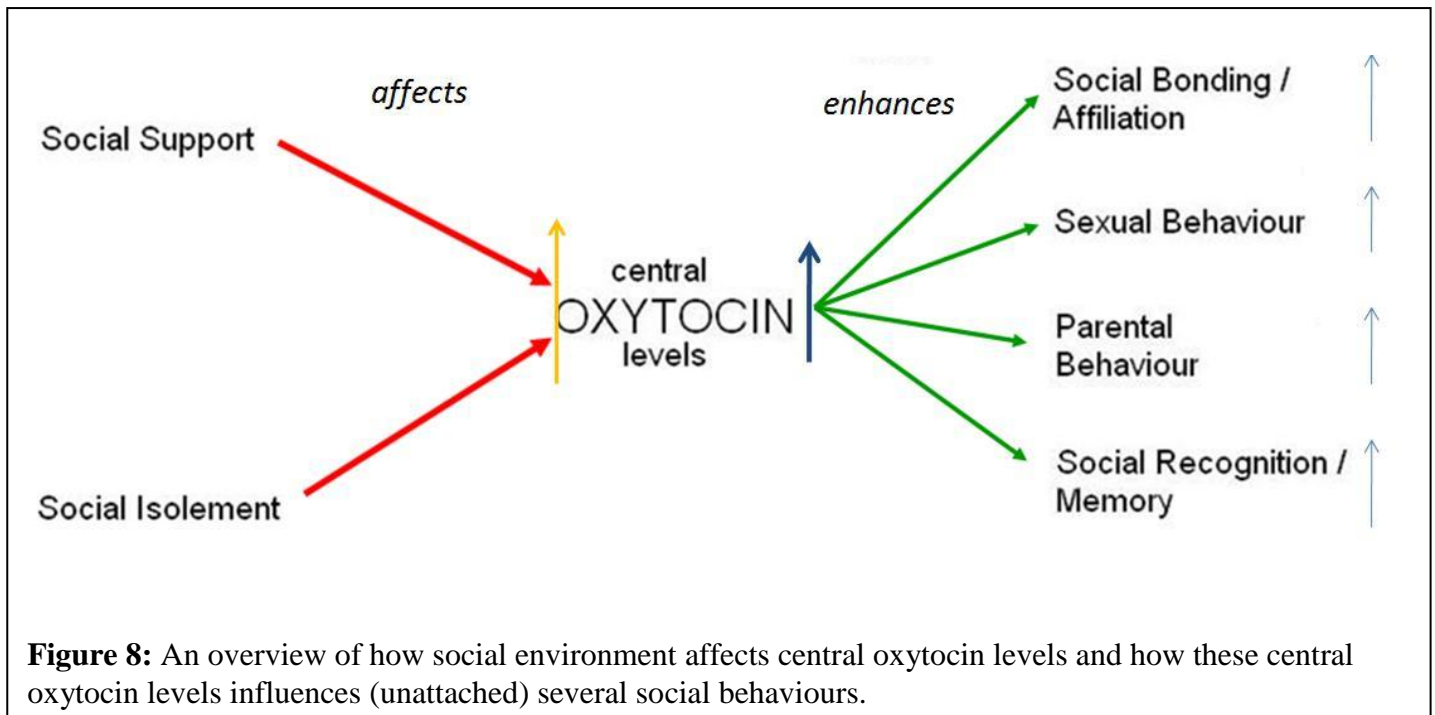 affects
enhances
Social Support
Social Isolement
central
OXYTOCIN
levels
Social Bonding /
Affiliation
Sexual Behaviour
Parental
Behaviour
Social Recognition /
Memory
Figure 8: An overview of how social environment affects central oxytocin levels and how these central
oxytocin levels influences (unattached) several social behaviours.